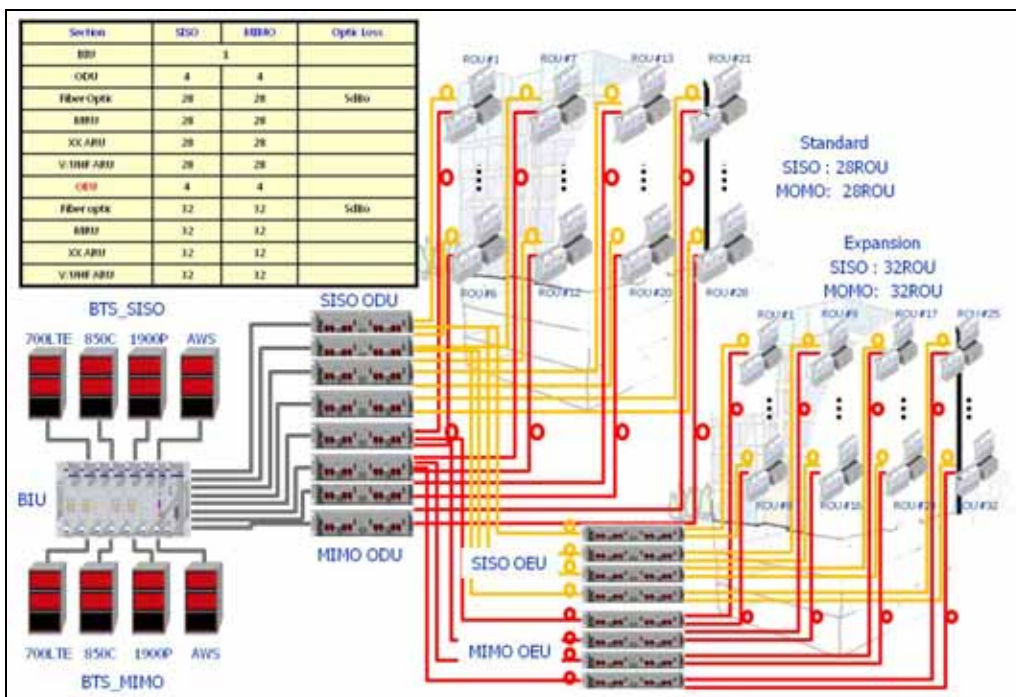 Section SISO MIMO Optic Loss
BIU 1
ODU 4 4
Fiber Optic 28 28 5dBo
MRU 28 28
XX ARU 28 28
V/UHF ARU 28 28
ODU 4 4
Fiber optic 32 32 5dBo
MRU 32 32
XX ARU 32 32
V/UHF ARU 32 32
ROU#1 ROU#7 ROU#13 ROU#21
Standard
SISO : 28ROU
MOMO: 28ROU
ROU#6 ROU#12 ROU#20 ROU#28
Expansion
SISO : 32ROU
MOMO: 32ROU
ROU#1 ROU#9 ROU#17 ROU#25
BTS_SISO
SISO ODU
700LTE 850C 1900P AWS
BIU
ROU#8 ROU#16 ROU#32
MIMO ODU
SISO OEU
MIMO OEU
700LTE 850C 1900P AWS
BTS_MIMO